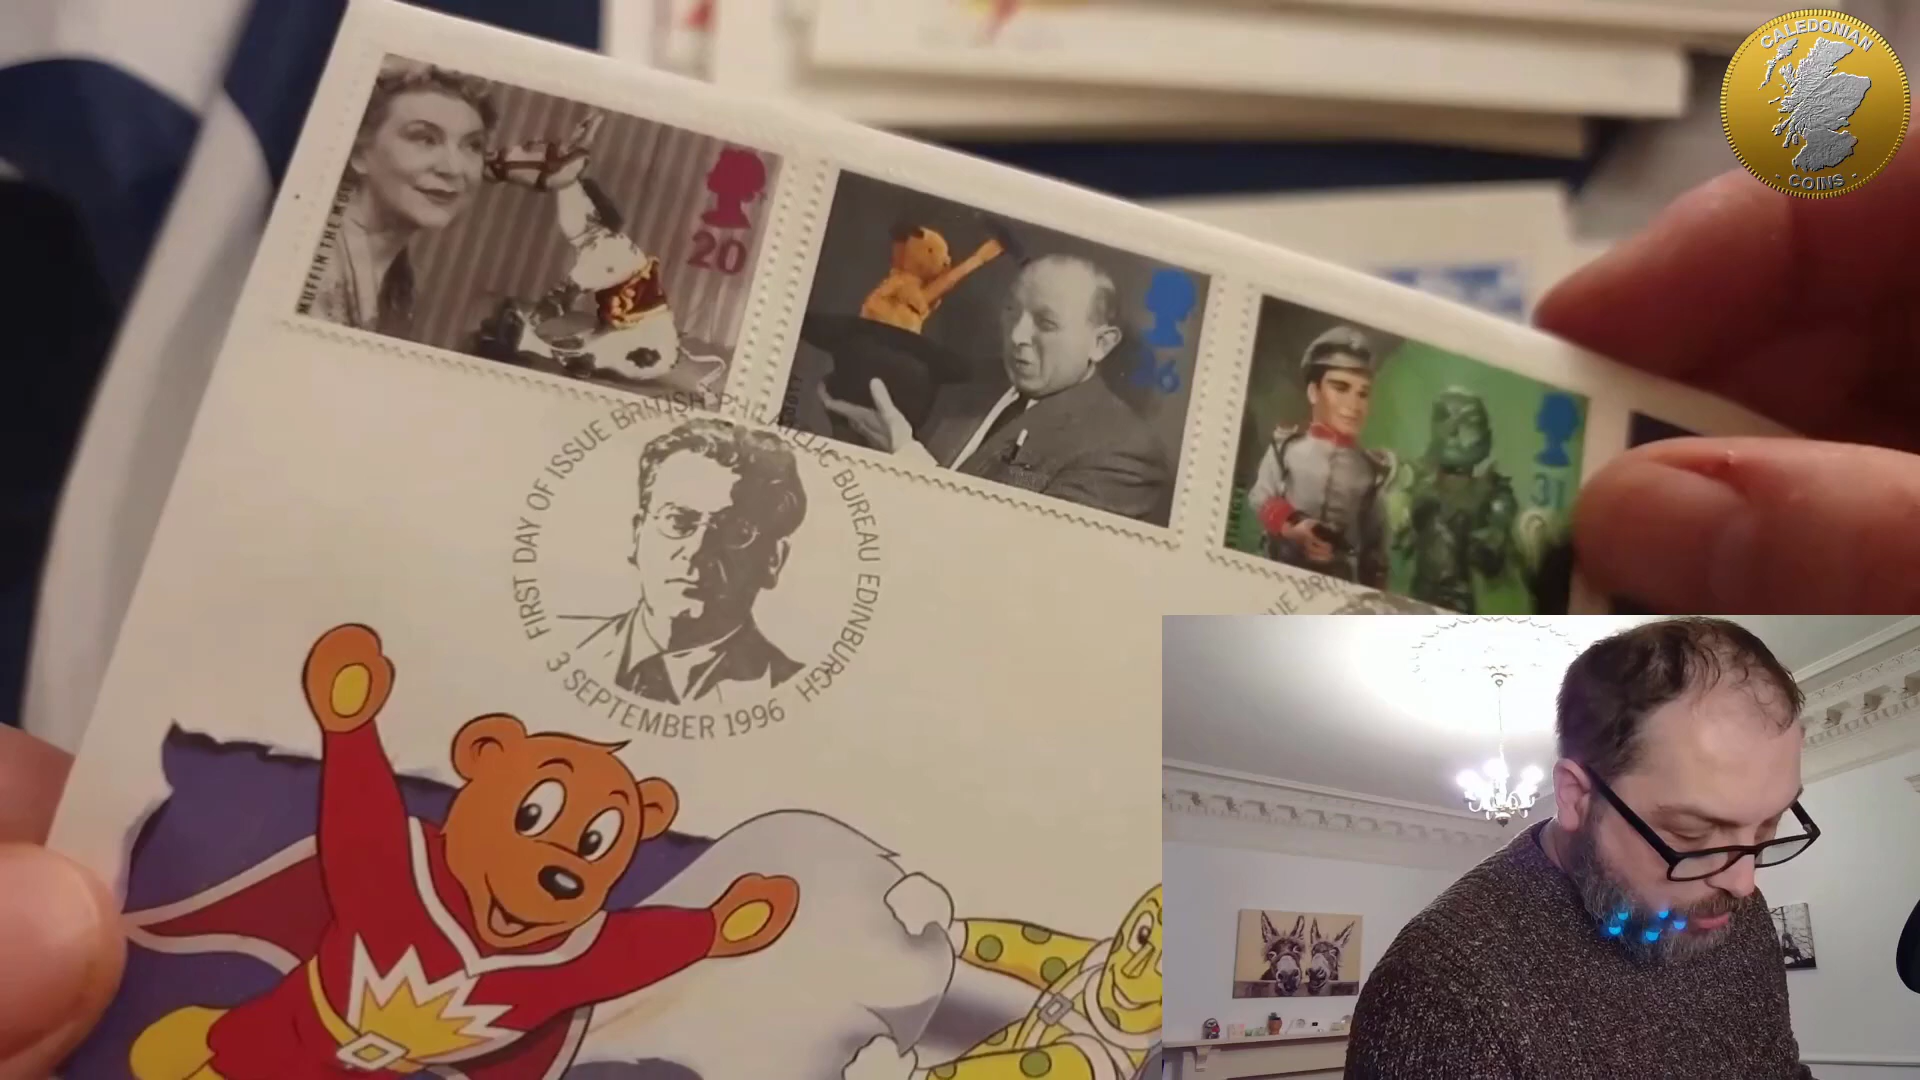 CALEDONIAN
COINS
MUFFIN THE MULE
20
26
31
FIRST DAY OF ISSUE BRITISH PHILATELIC BUREAU EDINBURGH
3 SEPTEMBER 1996